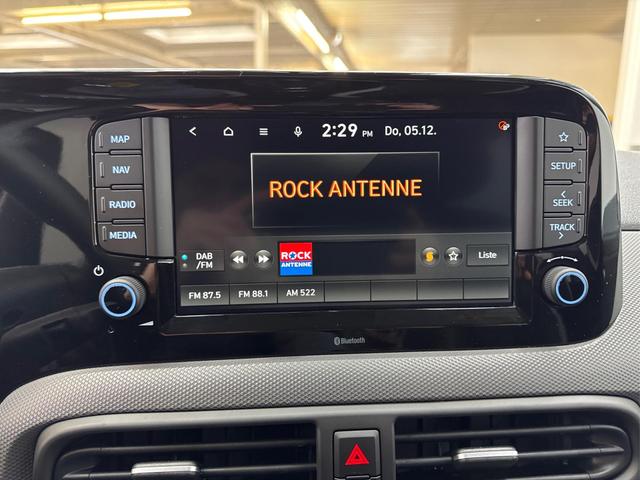 2:29 PM Do, 05.12.
MAP
NAV
RADIO
MEDIA
SETUP
SEEK
TRACK
ROCK ANTENNE
DAB
/FM
ROCK
ANTENNE
Liste
FM 87.5 FM 88.1 AM 522
Bluetooth